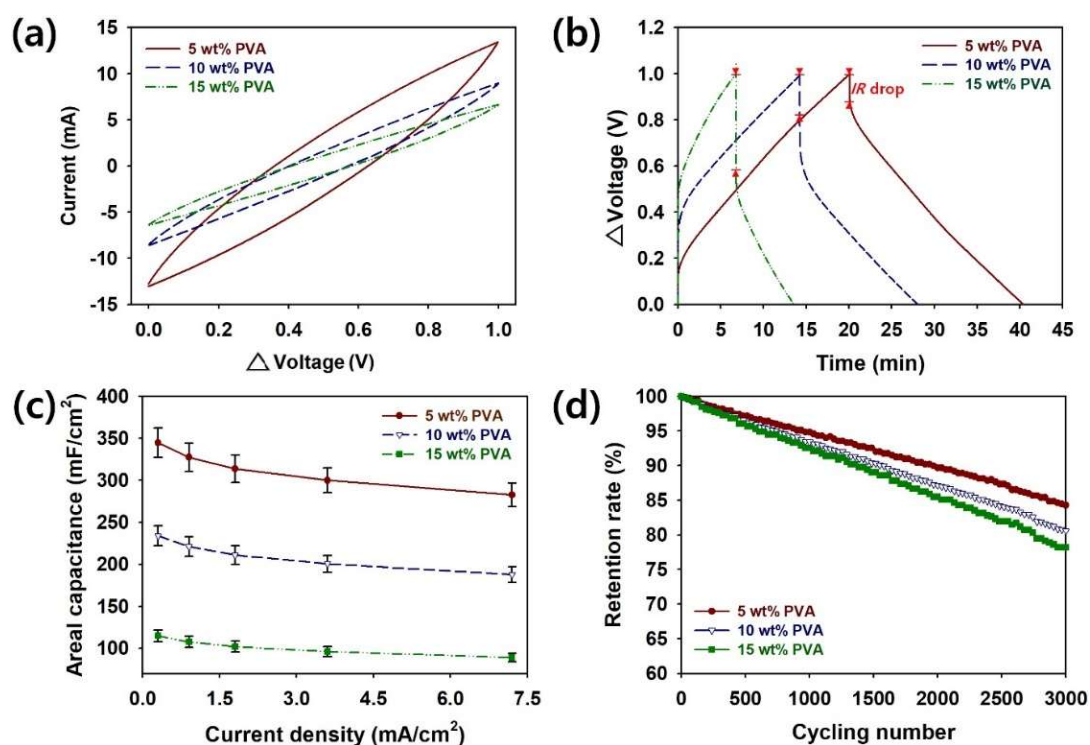 (a)
15
10
5
0
-5
-10
-15
Current (mA)
5 wt% PVA
10 wt% PVA
15 wt% PVA
0.0 0.2 0.4 0.6 0.8 1.0
△ Voltage (V)
(b)
1.2
1.0
0.8
0.6
0.4
0.2
0.0
△ Voltage (V)
5 wt% PVA
10 wt% PVA
15 wt% PVA
IR drop
0 5 10 15 20 25 30 35 40 45
Time (min)
(c)
400
350
300
250
200
150
100
Areal capacitance (mF/cm²)
5 wt% PVA
10 wt% PVA
15 wt% PVA
0.0 1.5 3.0 4.5 6.0 7.5
Current density (mA/cm²)
(d)
100
95
90
85
80
75
70
65
60
Retention rate (%)
5 wt% PVA
10 wt% PVA
15 wt% PVA
0 500 1000 1500 2000 2500 3000
Cycling number